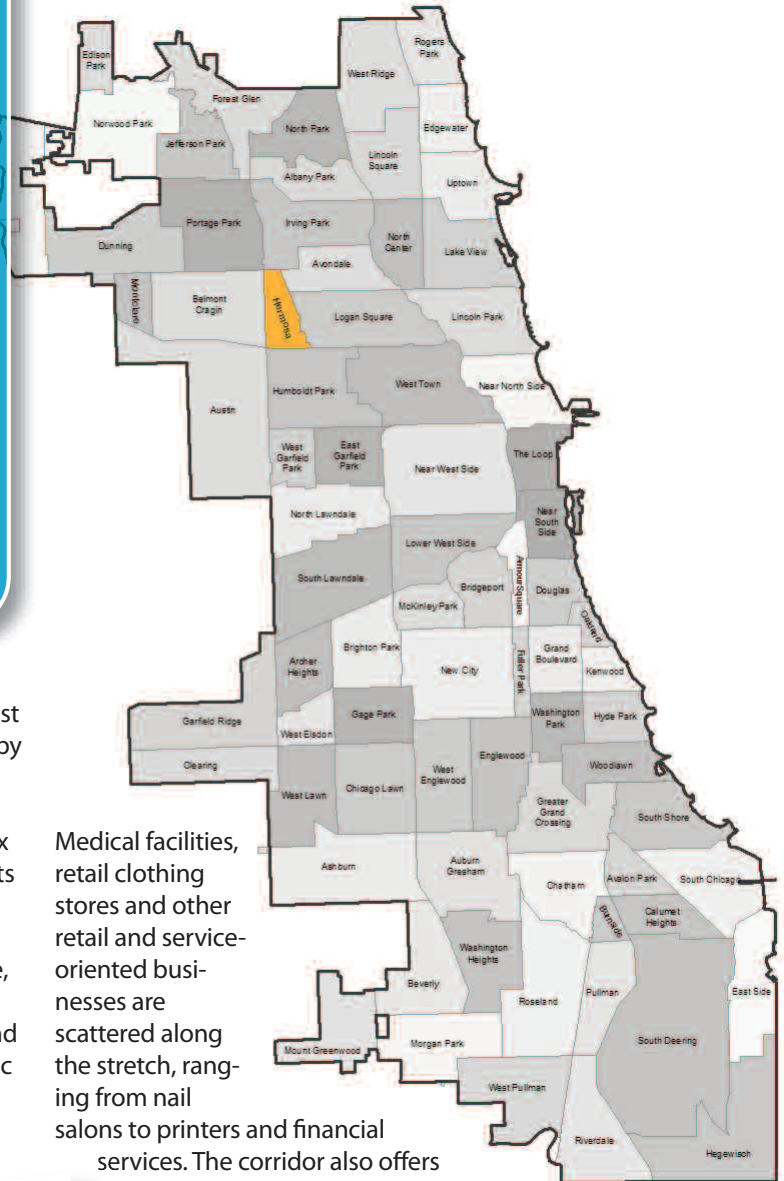 Edison
Park
Rogers
Park
West Ridge
Forest Glen
Norwood Park
Jefferson Park
North Park
Edgewater
Lincoln
Square
Albany Park
Uptown
Portage Park
Irving Park
North
Center
Lake View
Dunning
Avondale
Montclare
Belmont
Cragin
Hermosa
Logan Square
Lincoln Park
Austin
Humboldt Park
West Town
Near North Side
West
Garfield
Park
East
Garfield
Park
Near West Side
The Loop
North Lawndale
Near
South
Side
Lower West Side
South Lawndale
Armour Square
Bridgeport
Douglas
McKinley Park
Oakland
Brighton Park
Archer
Heights
New City
Fuller Park
Grand
Boulevard
Kenwood
Garfield Ridge
Gage Park
West Elsdon
Washington
Park
Hyde Park
Clearing
West Lawn
Chicago Lawn
West
Englewood
Englewood
Woodlawn
Greater
Grand
Crossing
South Shore
Ashburn
Auburn
Gresham
Chatham
Avalon Park
South Chicago
Burnside
Calumet
Heights
Washington
Heights
Beverly
Roseland
Pullman
East Side
South Deering
Mount Greenwood
Morgan Park
West Pullman
Riverdale
Hegewisch
st
by
x
ts
e,
nd
ic
Medical facilities,
retail clothing
stores and other
retail and service-
oriented busi-
nesses are
scattered along
the stretch, rang-
ing from nail
salons to printers and financial
services. The corridor also offers